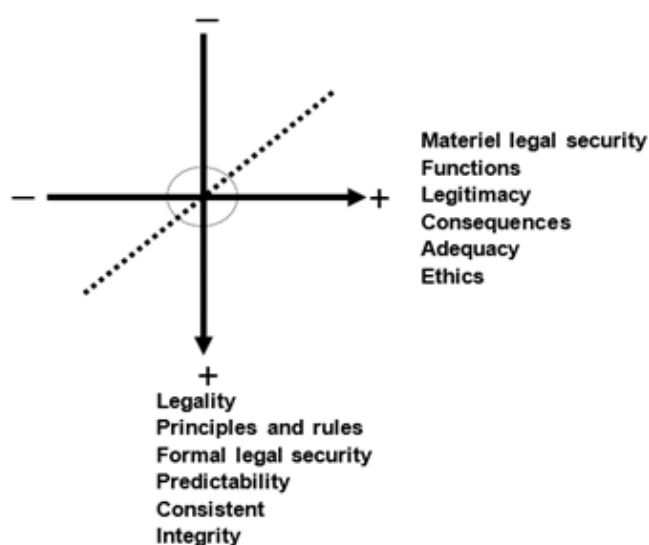 –
Materiel legal security
Functions
– + Legitimacy
Consequences
Adequacy
Ethics
+
Legality
Principles and rules
Formal legal security
Predictability
Consistent
Integrity